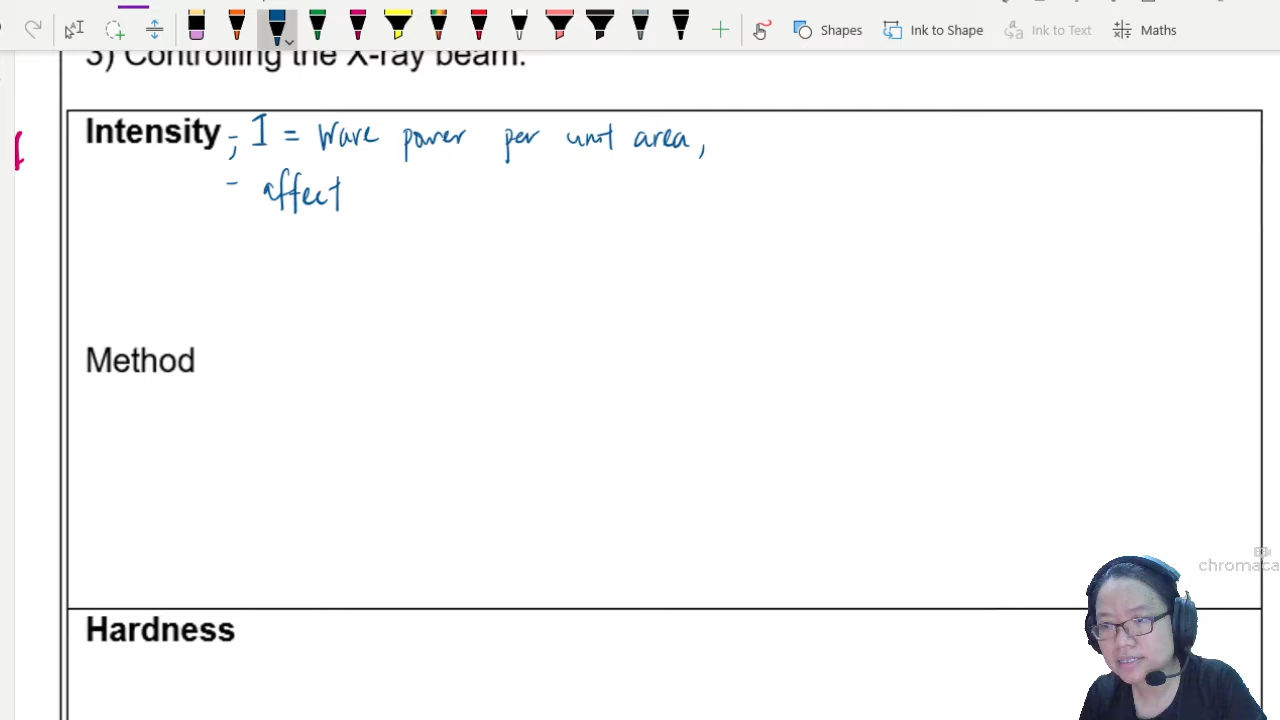 Shapes Ink to Shape Ink to Text Maths
3) Controlling the X-ray beam.
Intensity - ; I = Wave power per unit area,
- affect
Method
Hardness
chromaca